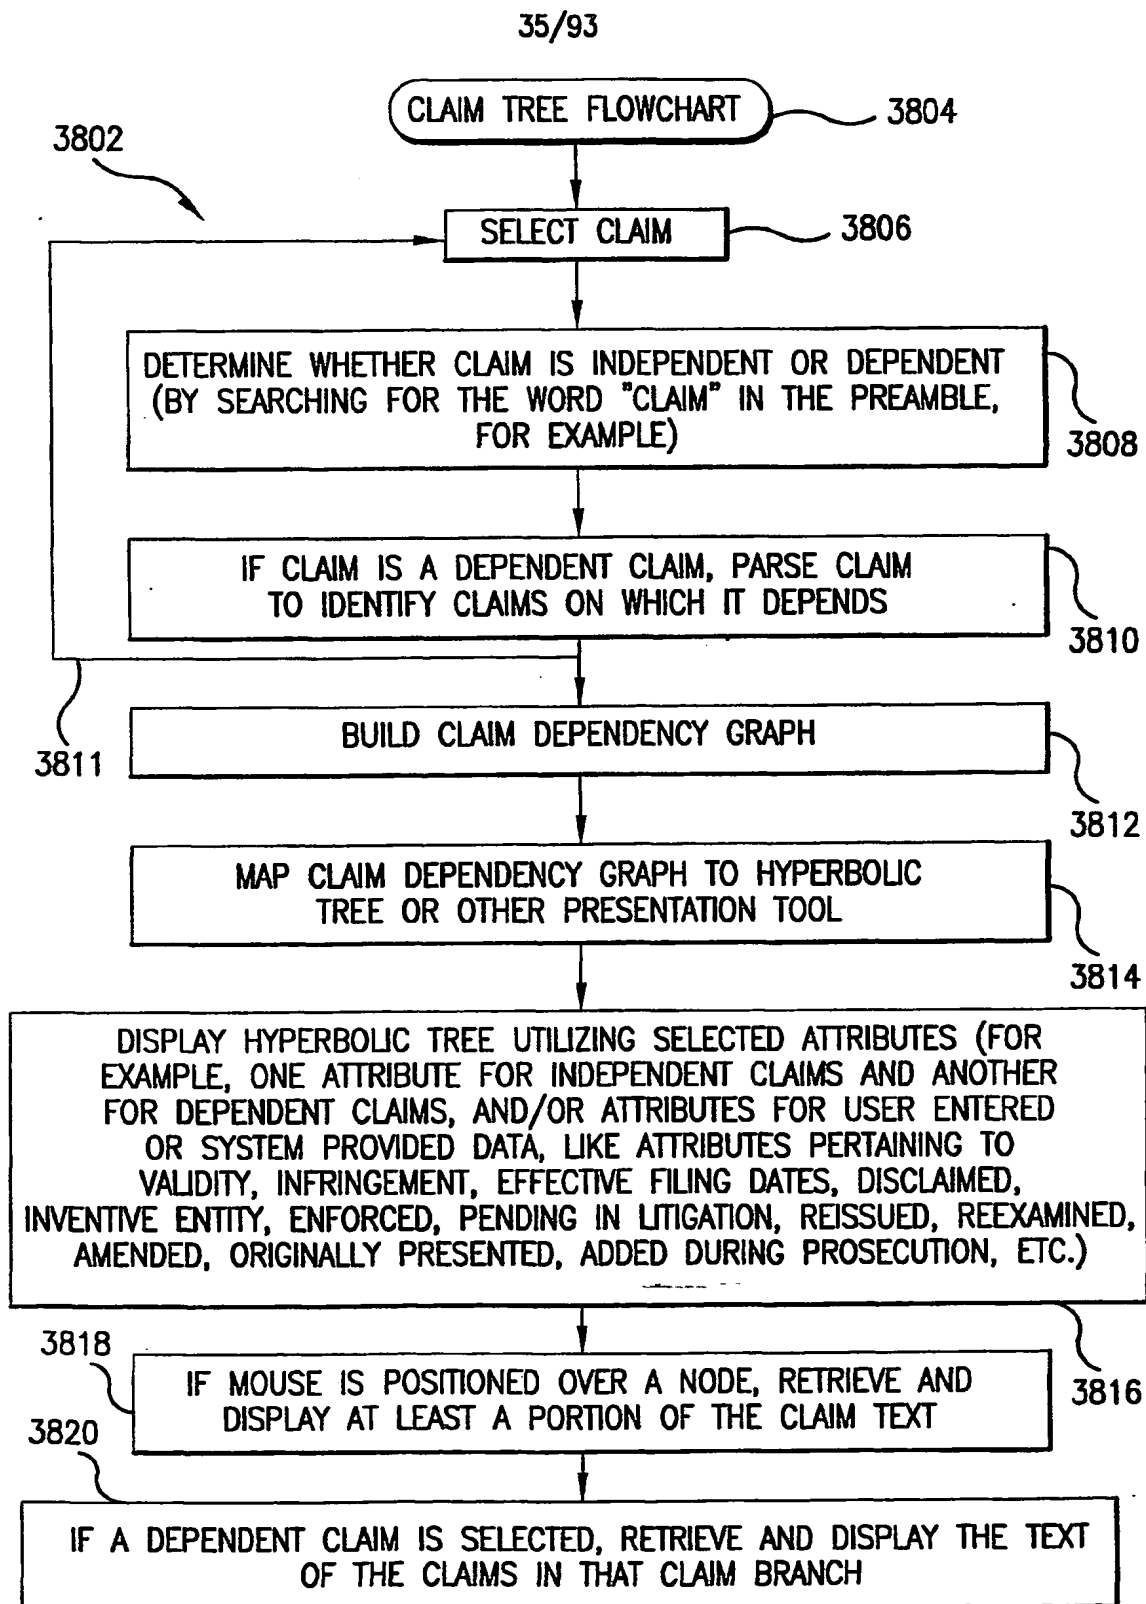 35/93
CLAIM TREE FLOWCHART
3804
3802
SELECT CLAIM
3806
DETERMINE WHETHER CLAIM IS INDEPENDENT OR DEPENDENT
(BY SEARCHING FOR THE WORD "CLAIM" IN THE PREAMBLE,
FOR EXAMPLE)
3808
IF CLAIM IS A DEPENDENT CLAIM, PARSE CLAIM
TO IDENTIFY CLAIMS ON WHICH IT DEPENDS
3810
3811
BUILD CLAIM DEPENDENCY GRAPH
3812
MAP CLAIM DEPENDENCY GRAPH TO HYPERBOLIC
TREE OR OTHER PRESENTATION TOOL
3814
DISPLAY HYPERBOLIC TREE UTILIZING SELECTED ATTRIBUTES (FOR
EXAMPLE, ONE ATTRIBUTE FOR INDEPENDENT CLAIMS AND ANOTHER
FOR DEPENDENT CLAIMS, AND/OR ATTRIBUTES FOR USER ENTERED
OR SYSTEM PROVIDED DATA, LIKE ATTRIBUTES PERTAINING TO
VALIDITY, INFRINGEMENT, EFFECTIVE FILING DATES, DISCLAIMED,
INVENTIVE ENTITY, ENFORCED, PENDING IN LITIGATION, REISSUED, REEXAMINED,
AMENDED, ORIGINALLY PRESENTED, ADDED DURING PROSECUTION, ETC.)
3816
3818
IF MOUSE IS POSITIONED OVER A NODE, RETRIEVE AND
DISPLAY AT LEAST A PORTION OF THE CLAIM TEXT
3820
IF A DEPENDENT CLAIM IS SELECTED, RETRIEVE AND DISPLAY THE TEXT
OF THE CLAIMS IN THAT CLAIM BRANCH